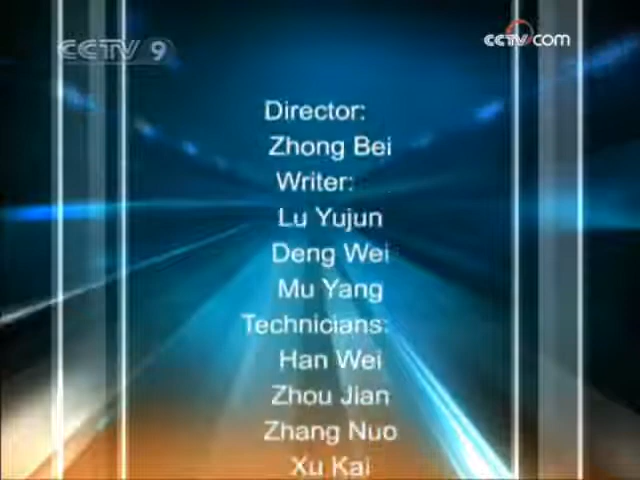 CCTV 9
CCTV.com
Director:
Zhong Bei
Writer:
Lu Yujun
Deng Wei
Mu Yang
Technicians:
Han Wei
Zhou Jian
Zhang Nuo
Xu Kai